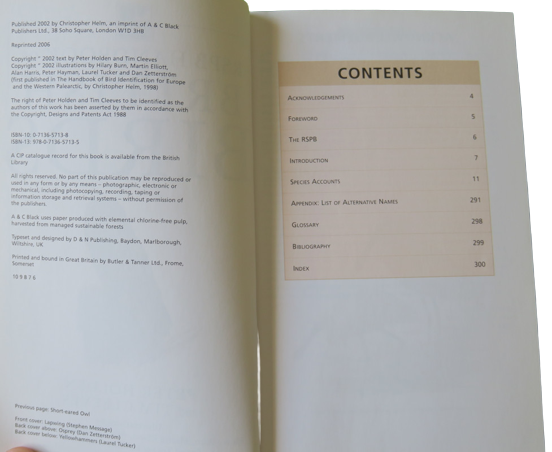 Published 2002 by Christopher Helm, an imprint of A & C Black
Publishers Ltd., 38 Soho Square, London W1D 3HB
Reprinted 2006
Copyright © 2002 text by Peter Holden and Tim Cleeves
Copyright © 2002 illustrations by Hilary Burn, Martin Elliott,
Alan Harris, Peter Hayman, Laurel Tucker and Dan Zetterström
(first published in The Handbook of Bird Identification for Europe
and the Western Palearctic, by Christopher Helm, 1998)
The right of Peter Holden and Tim Cleeves to be identified as the
authors of this work has been asserted by them in accordance with
the Copyright, Designs and Patents Act 1988
ISBN-10: 0-7136-5713-8
ISBN-13: 978-0-7136-5713-5
A CIP catalogue record for this book is available from the British
Library
All rights reserved. No part of this publication may be reproduced or
used in any form or by any means – photographic, electronic or
mechanical, including photocopying, recording, taping or
information storage and retrieval systems – without permission of
the publishers.
A & C Black uses paper produced with elemental chlorine-free pulp,
harvested from managed sustainable forests
Typeset and designed by D & N Publishing, Baydon, Marlborough,
Wiltshire, UK
Printed and bound in Great Britain by Butler & Tanner Ltd., Frome,
Somerset
10 9 8 7 6
Previous page: Short-eared Owl
Front cover: Lapwing (Stephen Message)
Back cover above: Osprey (Dan Zetterström)
Back cover below: Yellowhammers (Laurel Tucker)
CONTENTS
ACKNOWLEDGEMENTS 4
FOREWORD 5
THE RSPB 6
INTRODUCTION 7
SPECIES ACCOUNTS 11
APPENDIX: LIST OF ALTERNATIVE NAMES 291
GLOSSARY 298
BIBLIOGRAPHY 299
INDEX 300